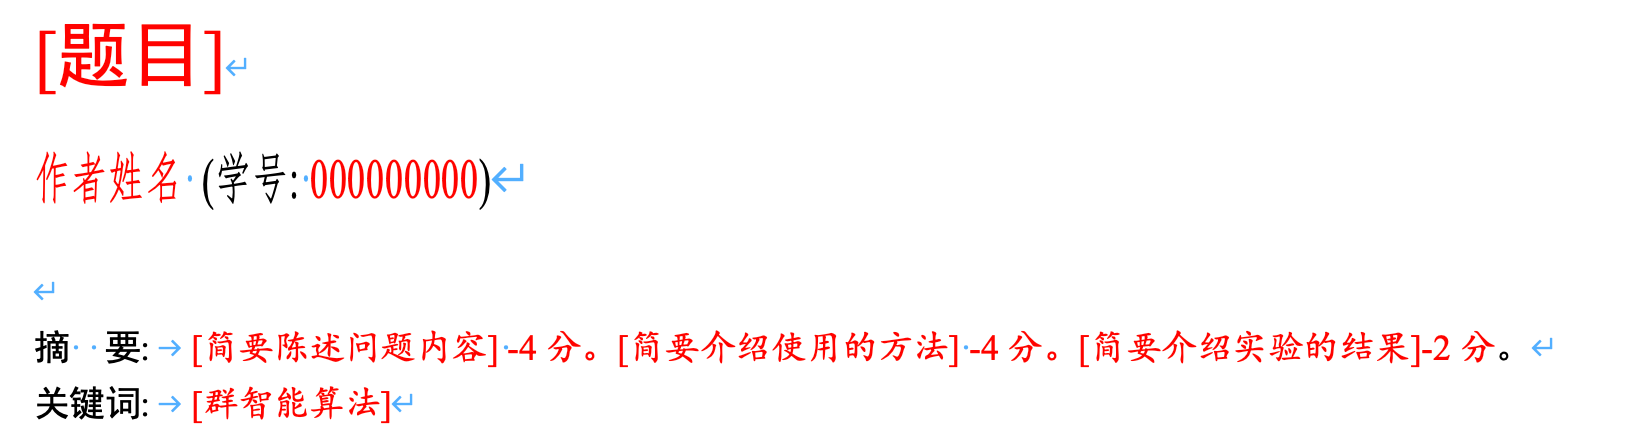 [题目]
作者姓名 (学号: 000000000)
摘  要: [简要陈述问题内容] -4 分。[简要介绍使用的方法] -4 分。[简要介绍实验的结果]-2 分。
关键词: [群智能算法]